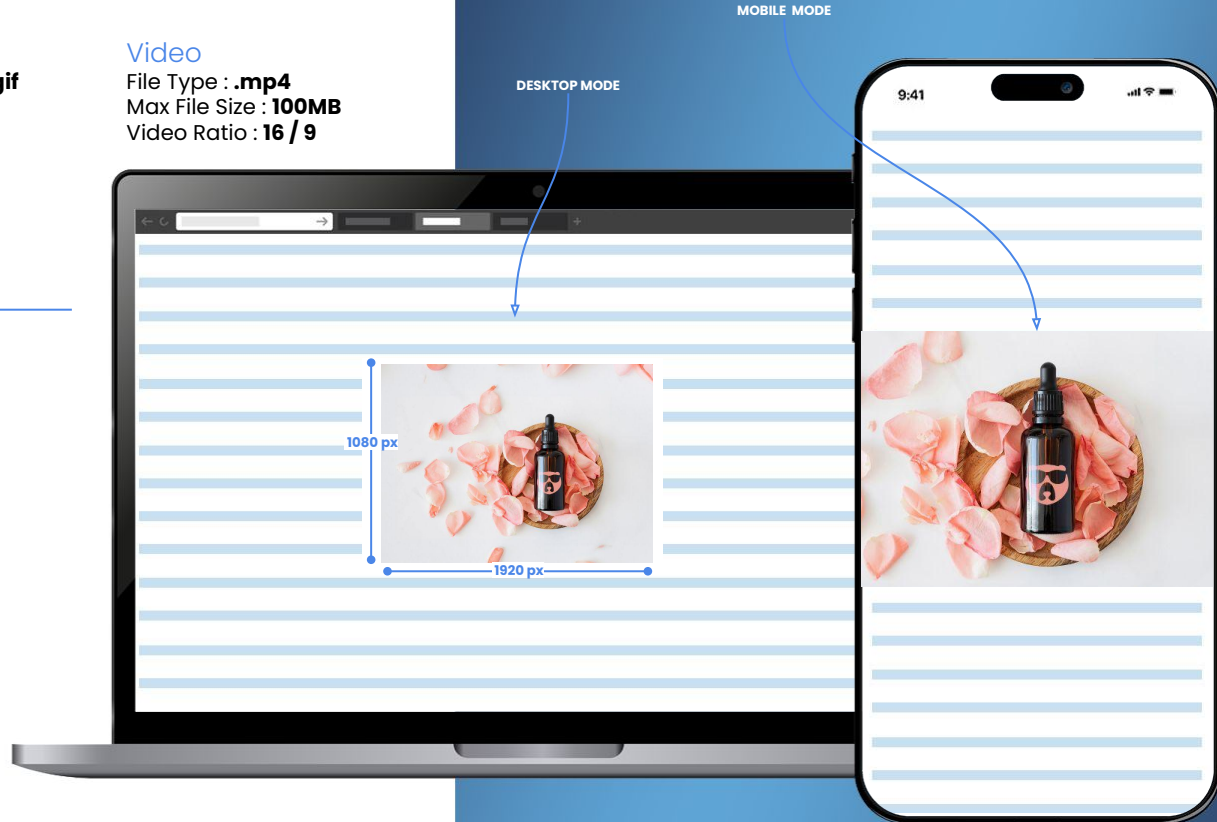 MOBILE MODE
Video
gif
File Type : .mp4
DESKTOP MODE
9:41
Max File Size : 100MB
Video Ratio : 16 / 9
1080 px
1920 px